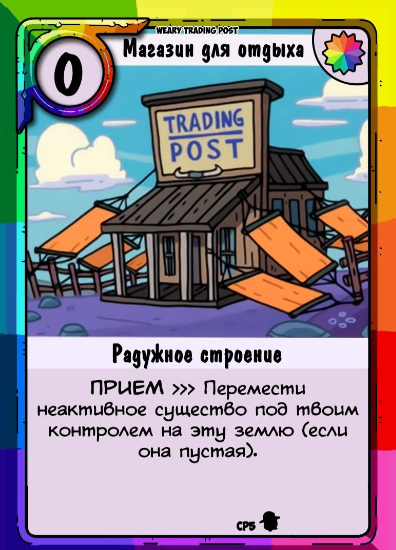 WEARY TRADING POST
0
Магазин для отдыха
TRADING
POST
Радужное строение
ПРИЕМ >>> Перемести
неактивное существо под твоим
контролем на эту землю (если
она пустая).
CP5